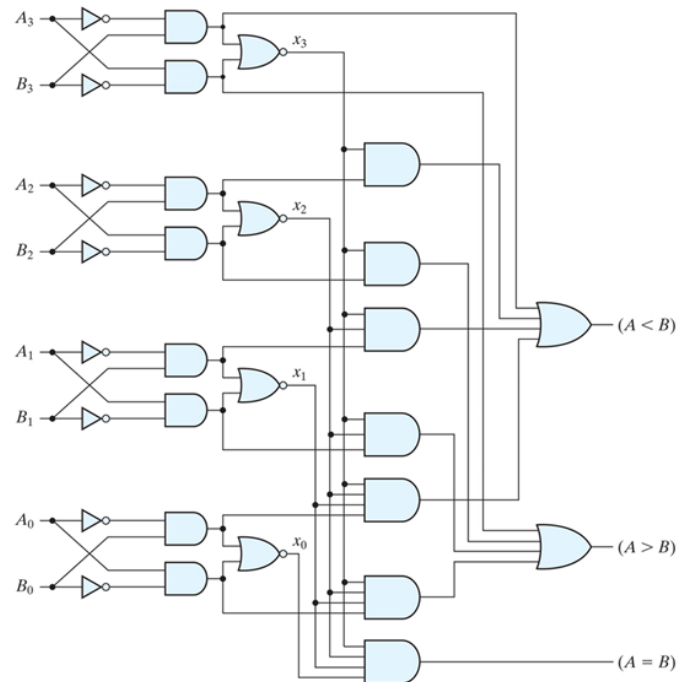 A3
x3
B3
A2
x2
B2
(A < B)
A1
x1
B1
A0
x0
(A > B)
B0
(A = B)